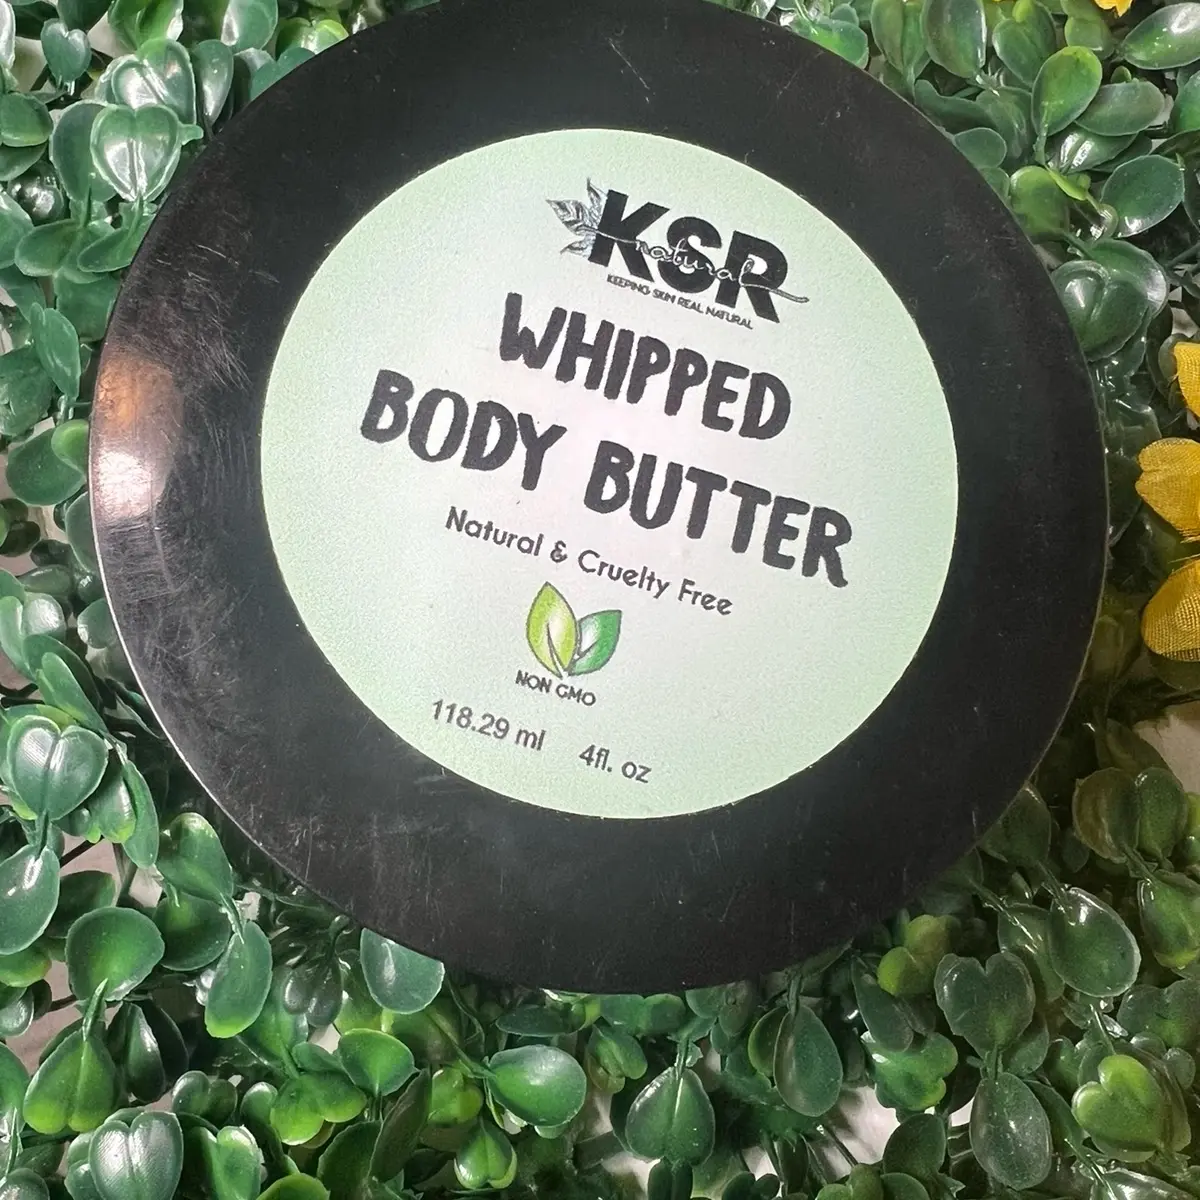 KSR
natural
KEEPING SKIN REAL NATURAL
WHIPPED
BODY BUTTER
Natural & Cruelty Free
NON GMO
118.29 ml 4fl. oz